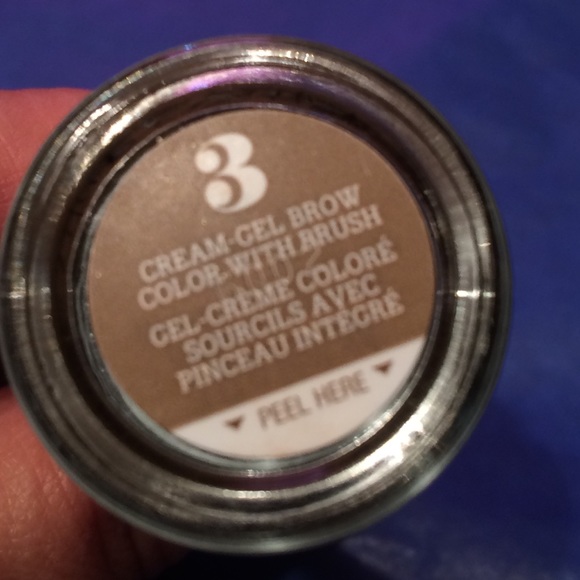 3
CREAM-GEL BROW
COLOR WITH BRUSH
GEL-CRÈME COLORÉ
SOURCILS AVEC
PINCEAU INTÉGRÉ
PEEL HERE